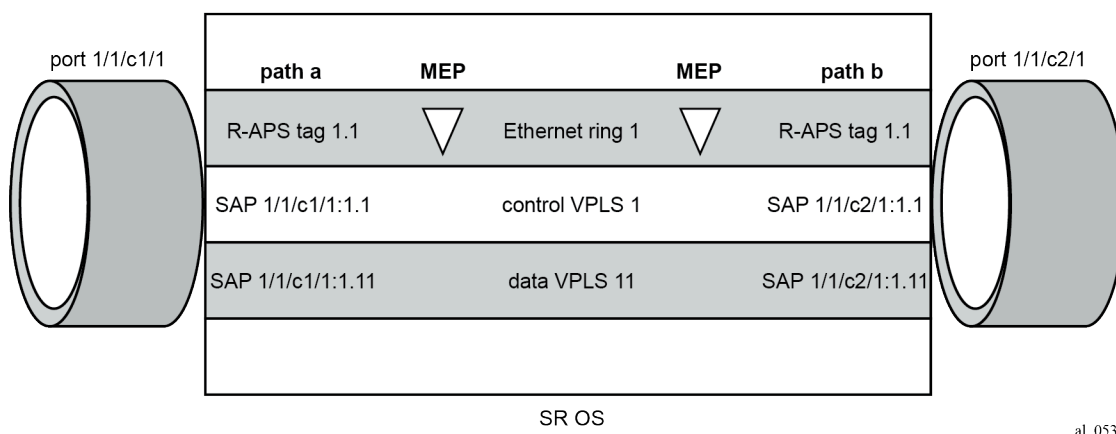 port 1/1/c1/1
port 1/1/c2/1
path a MEP MEP path b
R-APS tag 1.1 Ethernet ring 1 R-APS tag 1.1
SAP 1/1/c1/1:1.1 control VPLS 1 SAP 1/1/c2/1:1.1
SAP 1/1/c1/1:1.11 data VPLS 11 SAP 1/1/c2/1:1.11
SR OS
al_053